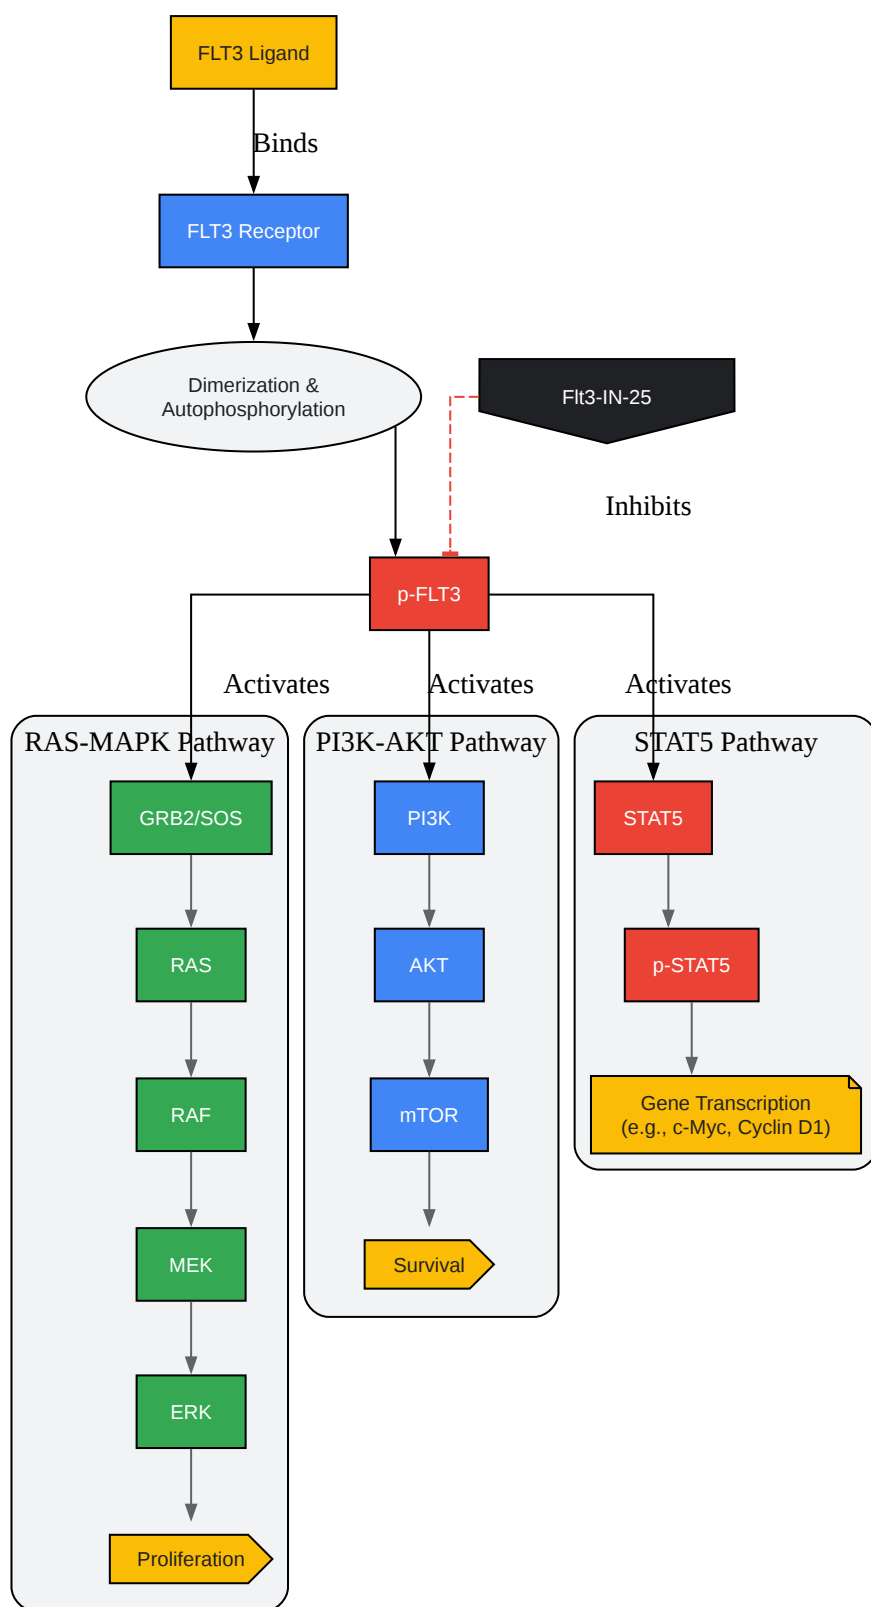 FLT3 Ligand
Binds
FLT3 Receptor
Dimerization &
Autophosphorylation
Flt3-IN-25
Inhibits
p-FLT3
Activates
Activates
Activates
RAS-MAPK Pathway
GRB2/SOS
RAS
RAF
MEK
ERK
Proliferation
PI3K-AKT Pathway
PI3K
AKT
mTOR
Survival
STAT5 Pathway
STAT5
p-STAT5
Gene Transcription
(e.g., c-Myc, Cyclin D1)